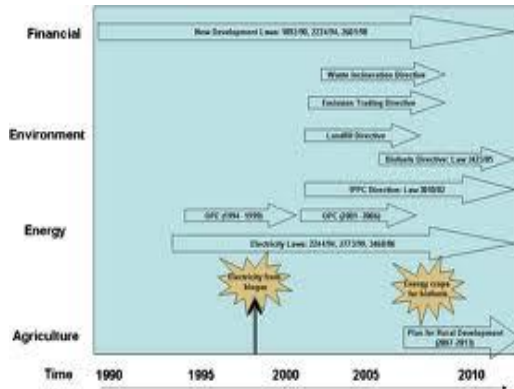 Financial
New Development Laws: 1892/90, 2234/94, 2601/98
Waste Incineration Directive
Emission Trading Directive
Environment
Landfill Directive
Biofuels Directive: Law 3423/05
IPPC Direction: Law 3010/02
OPC (1994 - 1999)
OPC (2001 - 2006)
Energy
Electricity Laws: 2244/94, 2773/99, 3468/06
Electricity from
biogas
Energy crops
for biofuels
Agriculture
Plan for Rural Development
(2007-2013)
Time 1990 1995 2000 2005 2010